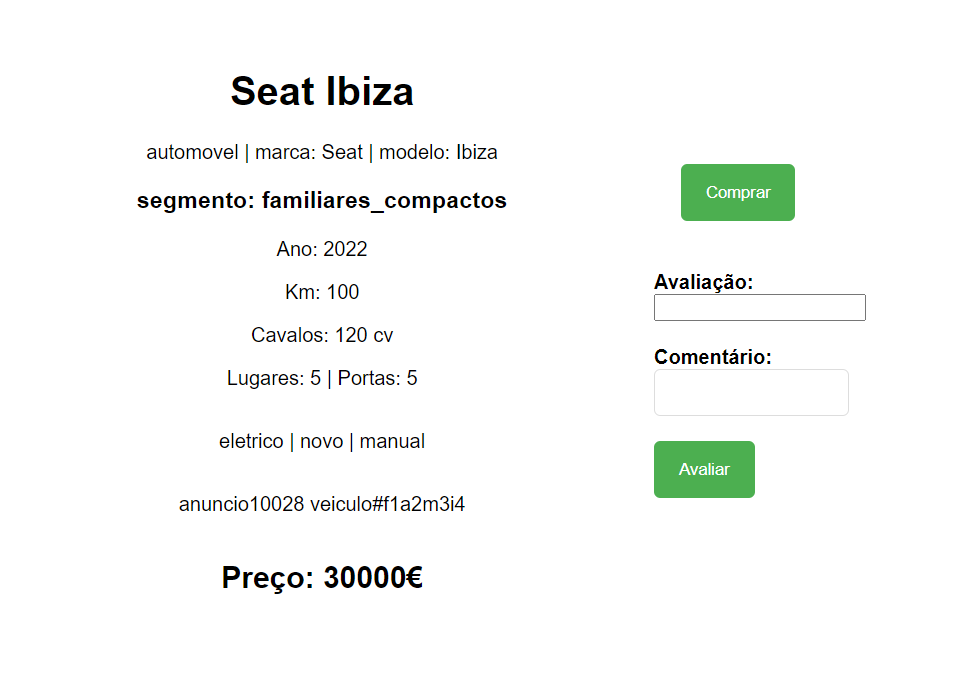 Seat Ibiza
automovel | marca: Seat | modelo: Ibiza
segmento: familiares_compactos
Ano: 2022
Km: 100
Cavalos: 120 cv
Lugares: 5 | Portas: 5
eletrico | novo | manual
anuncio10028 veiculo#f1a2m3i4
Preço: 30000€
Comprar
Avaliação:
Comentário:
Avaliar